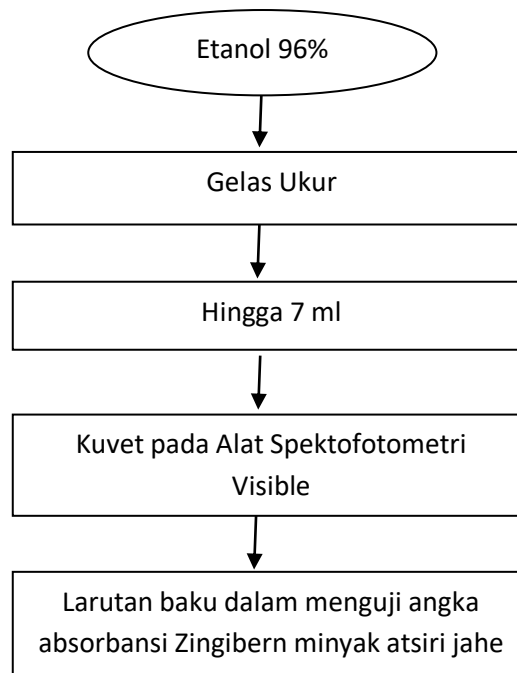 Etanol 96%
Gelas Ukur
Hingga 7 ml
Kuvet pada Alat Spektofotometri
Visible
Larutan baku dalam menguji angka
absorbansi Zingibern minyak atsiri jahe